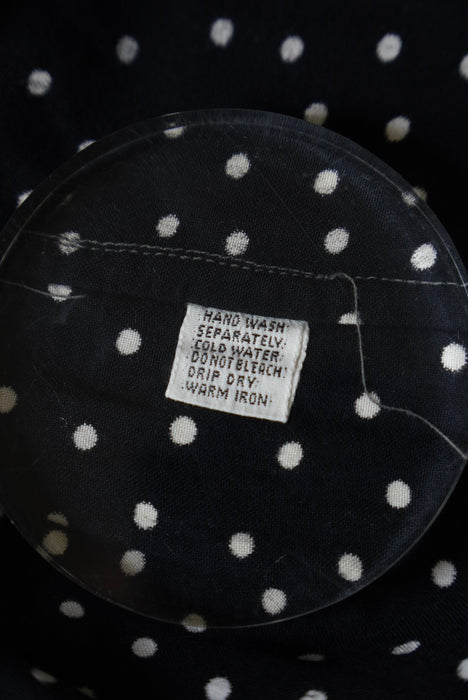 HAND WASH
SEPARATELY
COLD WATER
DO NOT BLEACH
DRIP DRY
WARM IRON